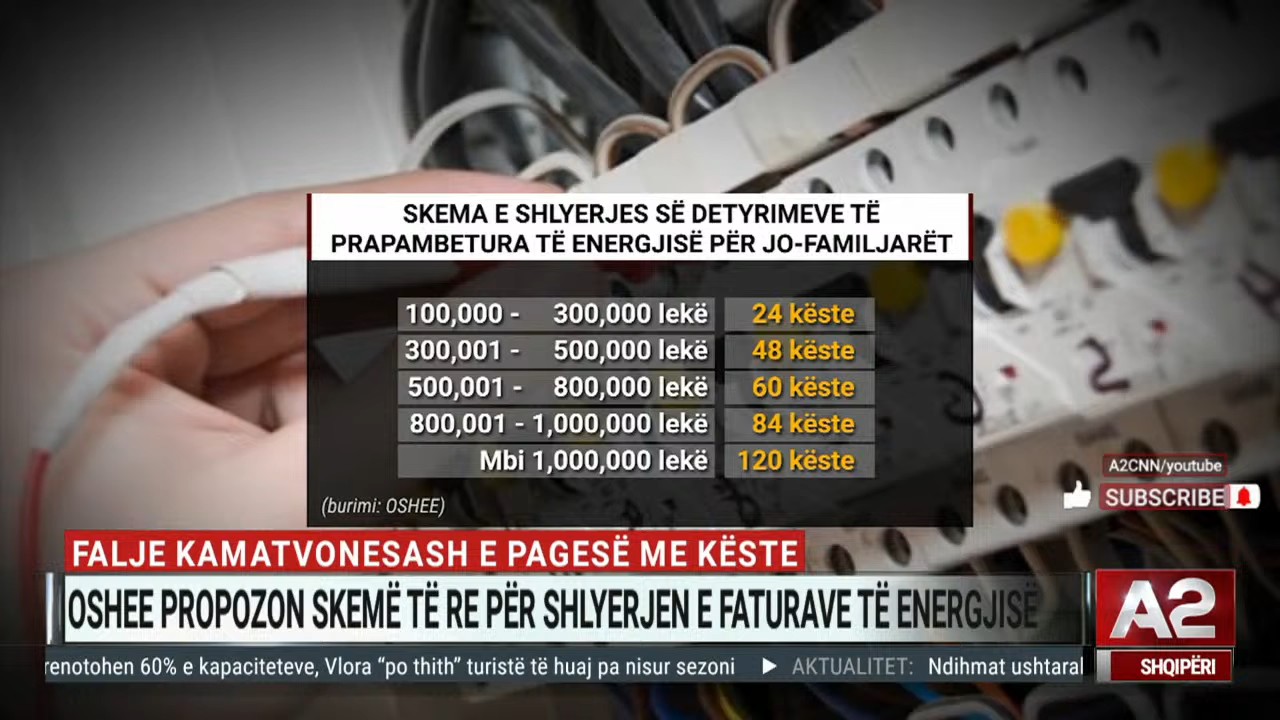 SKEMA E SHLYERJES SË DETYRIMEVE TË
PRAPAMBETURA TË ENERGJISË PËR JO-FAMILJARËT
100,000 - 300,000 lekë 24 këste
300,001 - 500,000 lekë 48 këste
500,001 - 800,000 lekë 60 këste
800,001 - 1,000,000 lekë 84 këste
Mbi 1,000,000 lekë 120 këste
(burimi: OSHEE)
A2CNN/youtube
SUBSCRIBE
FALJE KAMATVONESASH E PAGESË ME KËSTE
OSHEE PROPOZON SKEMË TË RE PËR SHLYERJEN E FATURAVE TË ENERGJISË
A2
renotohen 60% e kapaciteteve, Vlora “po thith” turistë të huaj pa nisur sezoni ▶ AKTUALITET: Ndihmat ushtaral
SHQIPËRI